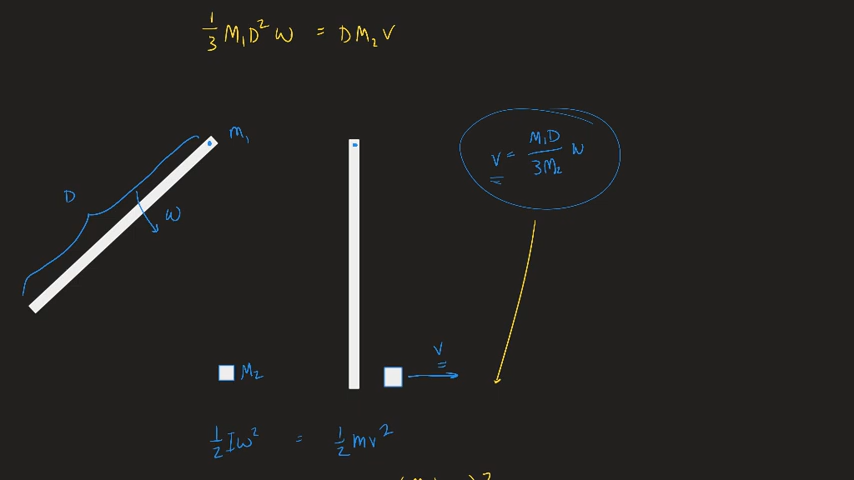 1/3 M₁D²ω = DM₂V
M₁
V = M₁D/3M₂ ω
D
ω
V
M₂
1/2 Iω² = 1/2 mv²